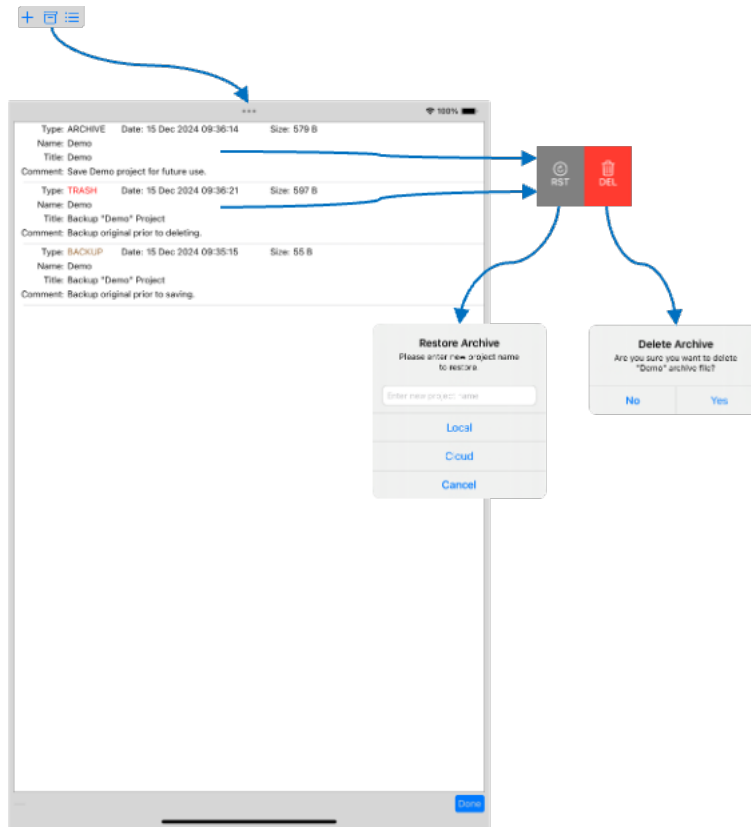 100%
Type: ARCHIVE Date: 15 Dec 2024 09:36:14 Size: 579 B
Name: Demo
Title: Demo
Comment: Save Demo project for future use.
Type: TRASH Date: 15 Dec 2024 09:36:21 Size: 597 B
Name: Demo
Title: Backup "Demo" Project
Comment: Backup original prior to deleting.
Type: BACKUP Date: 15 Dec 2024 09:35:15 Size: 55 B
Name: Demo
Title: Backup "Demo" Project
Comment: Backup original prior to saving.
RST DEL
Restore Archive
Please enter new project name
to restore
Enter new project name
Local
Cloud
Cancel
Delete Archive
Are you sure you want to delete
"Demo" archive file?
No Yes
Done